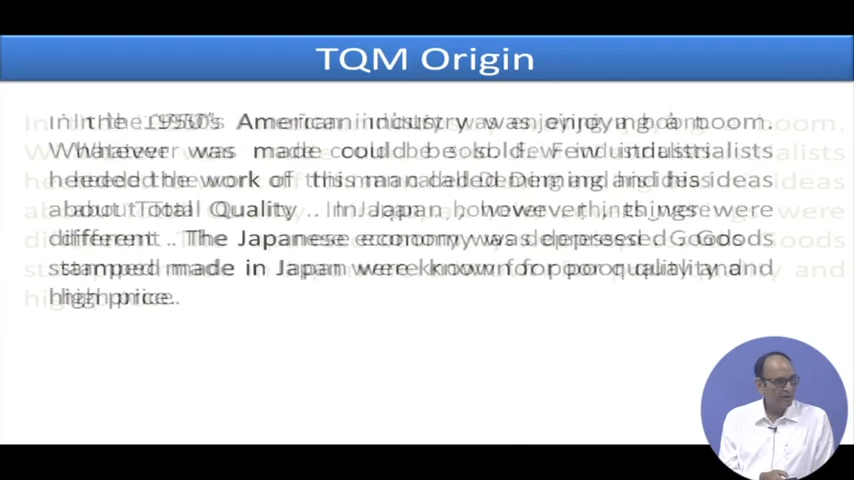 TQM Origin
In the 1950's American industry was enjoying a boom.
Whatever was made could be sold. Few industrialists
heeded the work of this man called Deming and his ideas
about Total Quality . In Japan , however, things were
different . The Japanese economy was depressed . Goods
stamped made in Japan were known for poor quality and
high price.